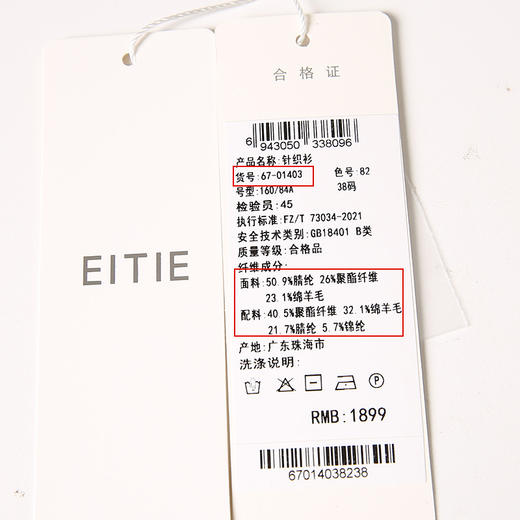 EITIE
合格证
6 943050 338096
产品名称:针织衫
货号:67-01403 色号:82
号型:160/84A 38码
检验员:45
执行标准:FZ/T 73034-2021
安全技术类别:GB18401 B类
质量等级:合格品
纤维成分:
面料:50.9%腈纶 26%聚酯纤维
23.1%绵羊毛
配料:40.5%聚酯纤维 32.1%绵羊毛
21.7%腈纶 5.7%锦纶
产地:广东珠海市
洗涤说明:
P
RMB:1899
67014038238